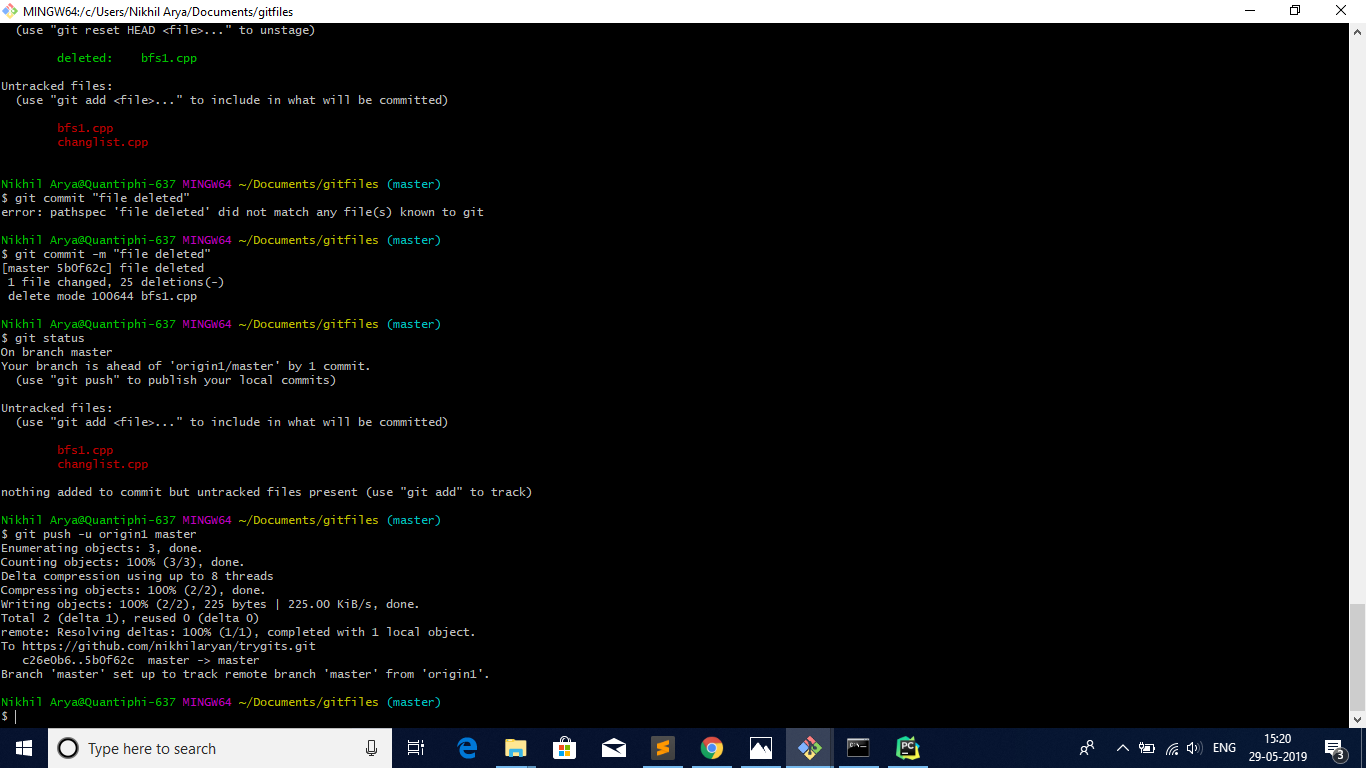 MINGW64:/c/Users/Nikhil Arya/Documents/gitfiles
(use "git reset HEAD <file>..." to unstage)
deleted: bfs1.cpp
Untracked files:
(use "git add <file>..." to include in what will be committed)
bfs1.cpp
changlist.cpp
Nikhil Arya@Quantiphi-637 MINGW64 ~/Documents/gitfiles (master)
$ git commit "file deleted"
error: pathspec 'file deleted' did not match any file(s) known to git
Nikhil Arya@Quantiphi-637 MINGW64 ~/Documents/gitfiles (master)
$ git commit -m "file deleted"
[master 5b0f62c] file deleted
1 file changed, 25 deletions(-)
delete mode 100644 bfs1.cpp
Nikhil Arya@Quantiphi-637 MINGW64 ~/Documents/gitfiles (master)
$ git status
On branch master
Your branch is ahead of 'origin1/master' by 1 commit.
(use "git push" to publish your local commits)
Untracked files:
(use "git add <file>..." to include in what will be committed)
bfs1.cpp
changlist.cpp
nothing added to commit but untracked files present (use "git add" to track)
Nikhil Arya@Quantiphi-637 MINGW64 ~/Documents/gitfiles (master)
$ git push -u origin1 master
Enumerating objects: 3, done.
Counting objects: 100% (3/3), done.
Delta compression using up to 8 threads
Compressing objects: 100% (2/2), done.
Writing objects: 100% (2/2), 225 bytes | 225.00 KiB/s, done.
Total 2 (delta 1), reused 0 (delta 0)
remote: Resolving deltas: 100% (1/1), completed with 1 local object.
To https://github.com/nikhilaryan/trygits.git
c26e0b6..5b0f62c master -> master
Branch 'master' set up to track remote branch 'master' from 'origin1'.
Nikhil Arya@Quantiphi-637 MINGW64 ~/Documents/gitfiles (master)
$
Type here to search
PC
ENG
15:20
29-05-2019
3